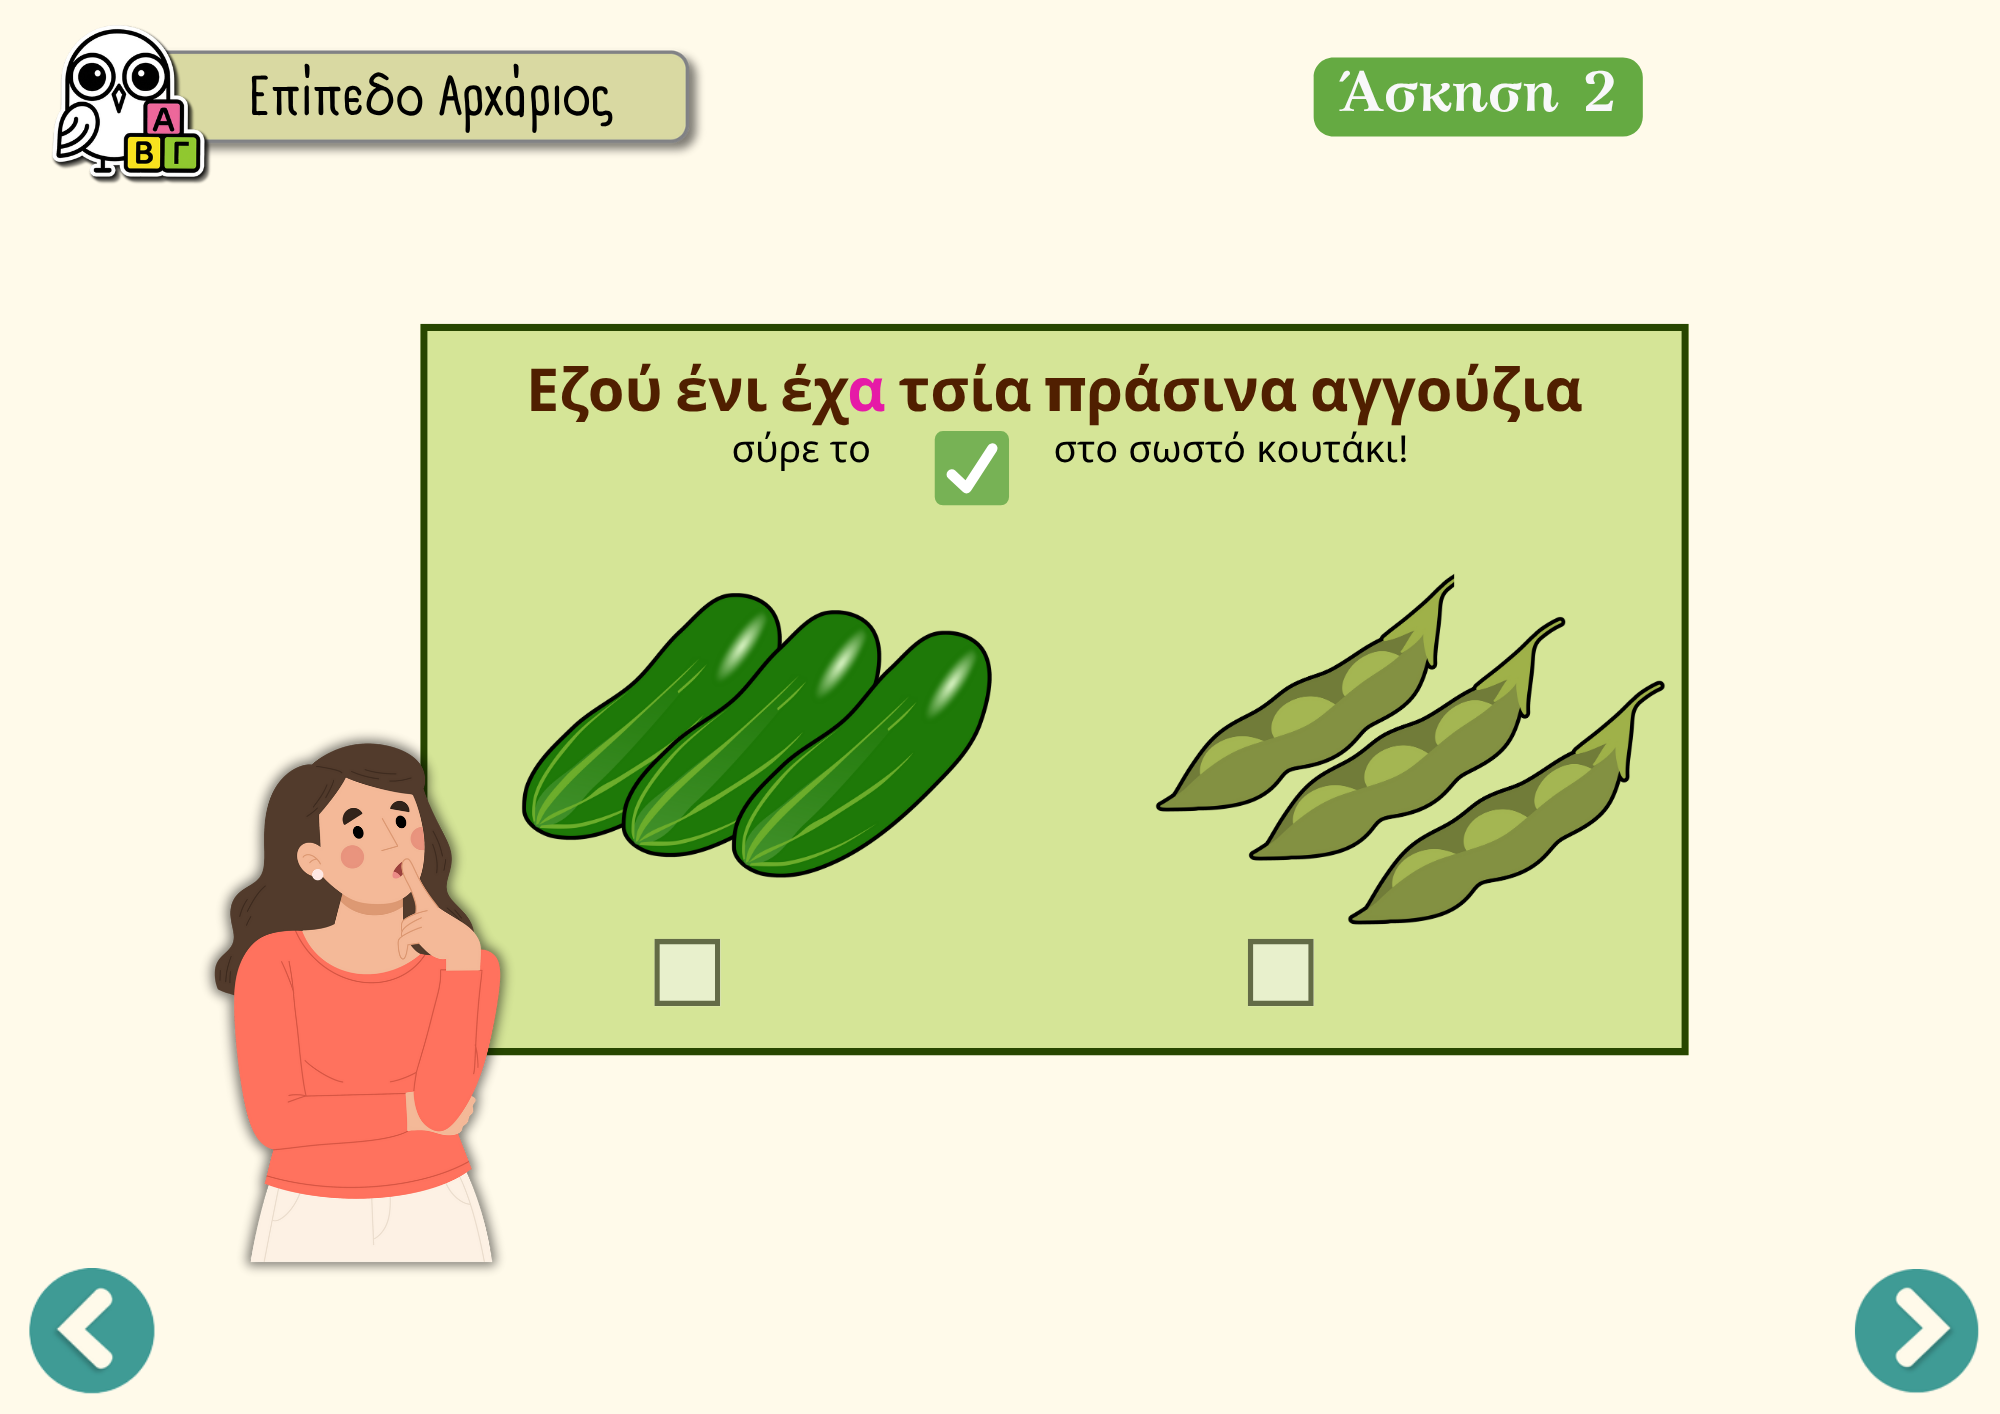 Επίπεδο Αρχάριος
Άσκηση 2
Α
Β Γ
Εζού ένι έχα τσία πράσινα αγγούζια
σύρε το ✅ στο σωστό κουτάκι!